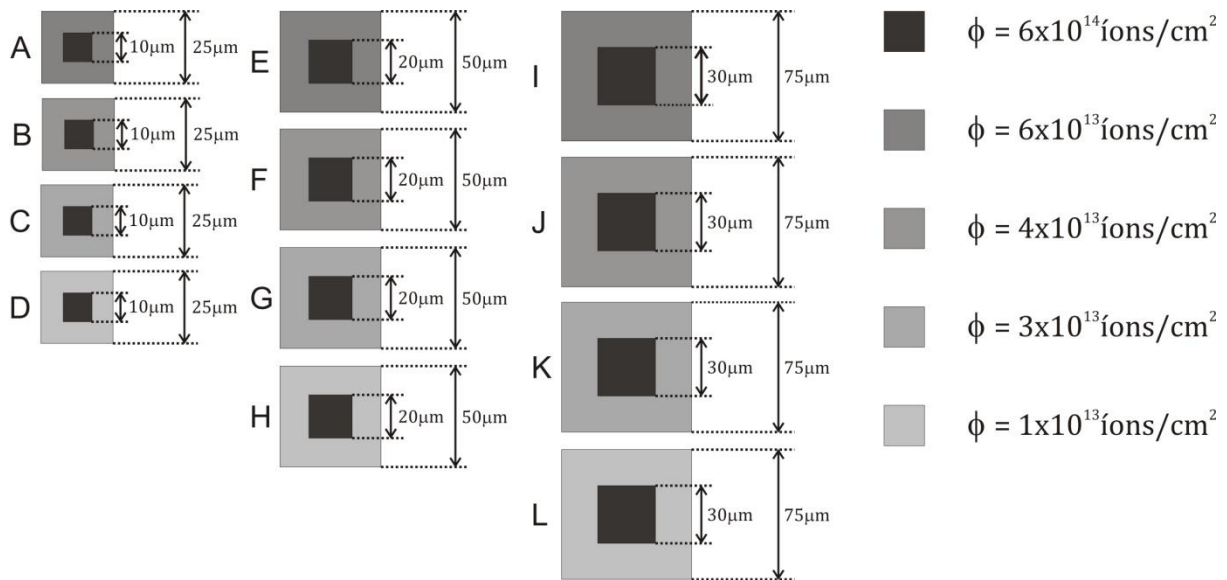 A 10μm 25μm
B 10μm 25μm
C 10μm 25μm
D 10μm 25μm
E 20μm 50μm
F 20μm 50μm
G 20μm 50μm
H 20μm 50μm
I 30μm 75μm
J 30μm 75μm
K 30μm 75μm
L 30μm 75μm
ϕ = 6x10¹⁴íons/cm²
ϕ = 6x10¹³íons/cm²
ϕ = 4x10¹³íons/cm²
ϕ = 3x10¹³íons/cm²
ϕ = 1x10¹³íons/cm²